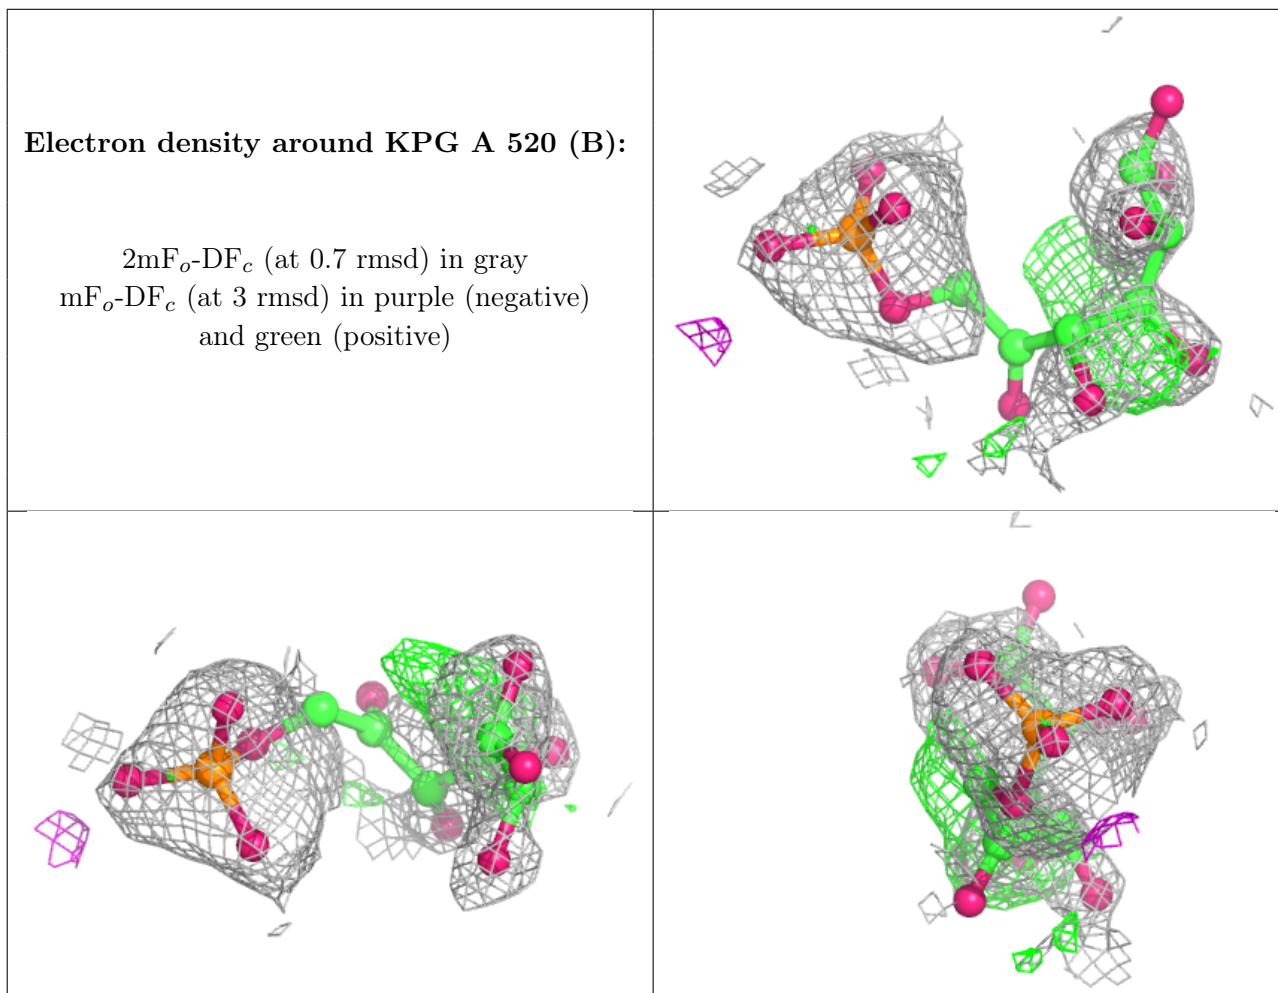 Electron density around KPG A 520 (B):
2mFo-DFc (at 0.7 rmsd) in gray
mFo-DFc (at 3 rmsd) in purple (negative)
and green (positive)